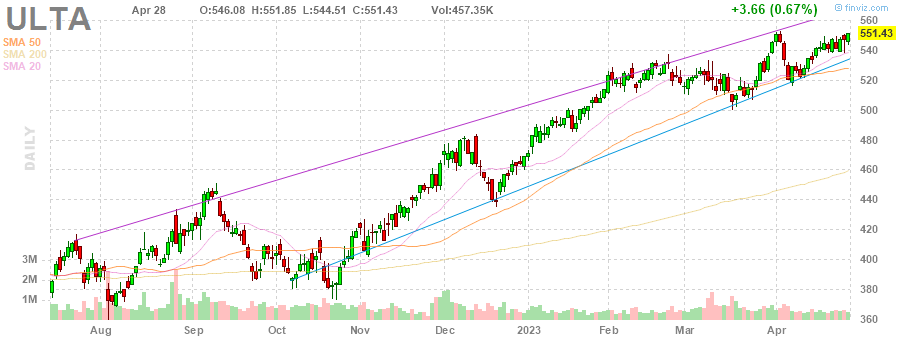 ULTA Apr 28 O:546.08 H:551.85 L:544.51 C:551.43 Vol:457.35K +3.66 (0.67%) © finviz.com
SMA 50
SMA 200
SMA 20
DAILY
560
551.43
540
520
500
480
460
440
420
400
380
360
3M
2M
1M
Aug Sep Oct Nov Dec 2023 Feb Mar Apr